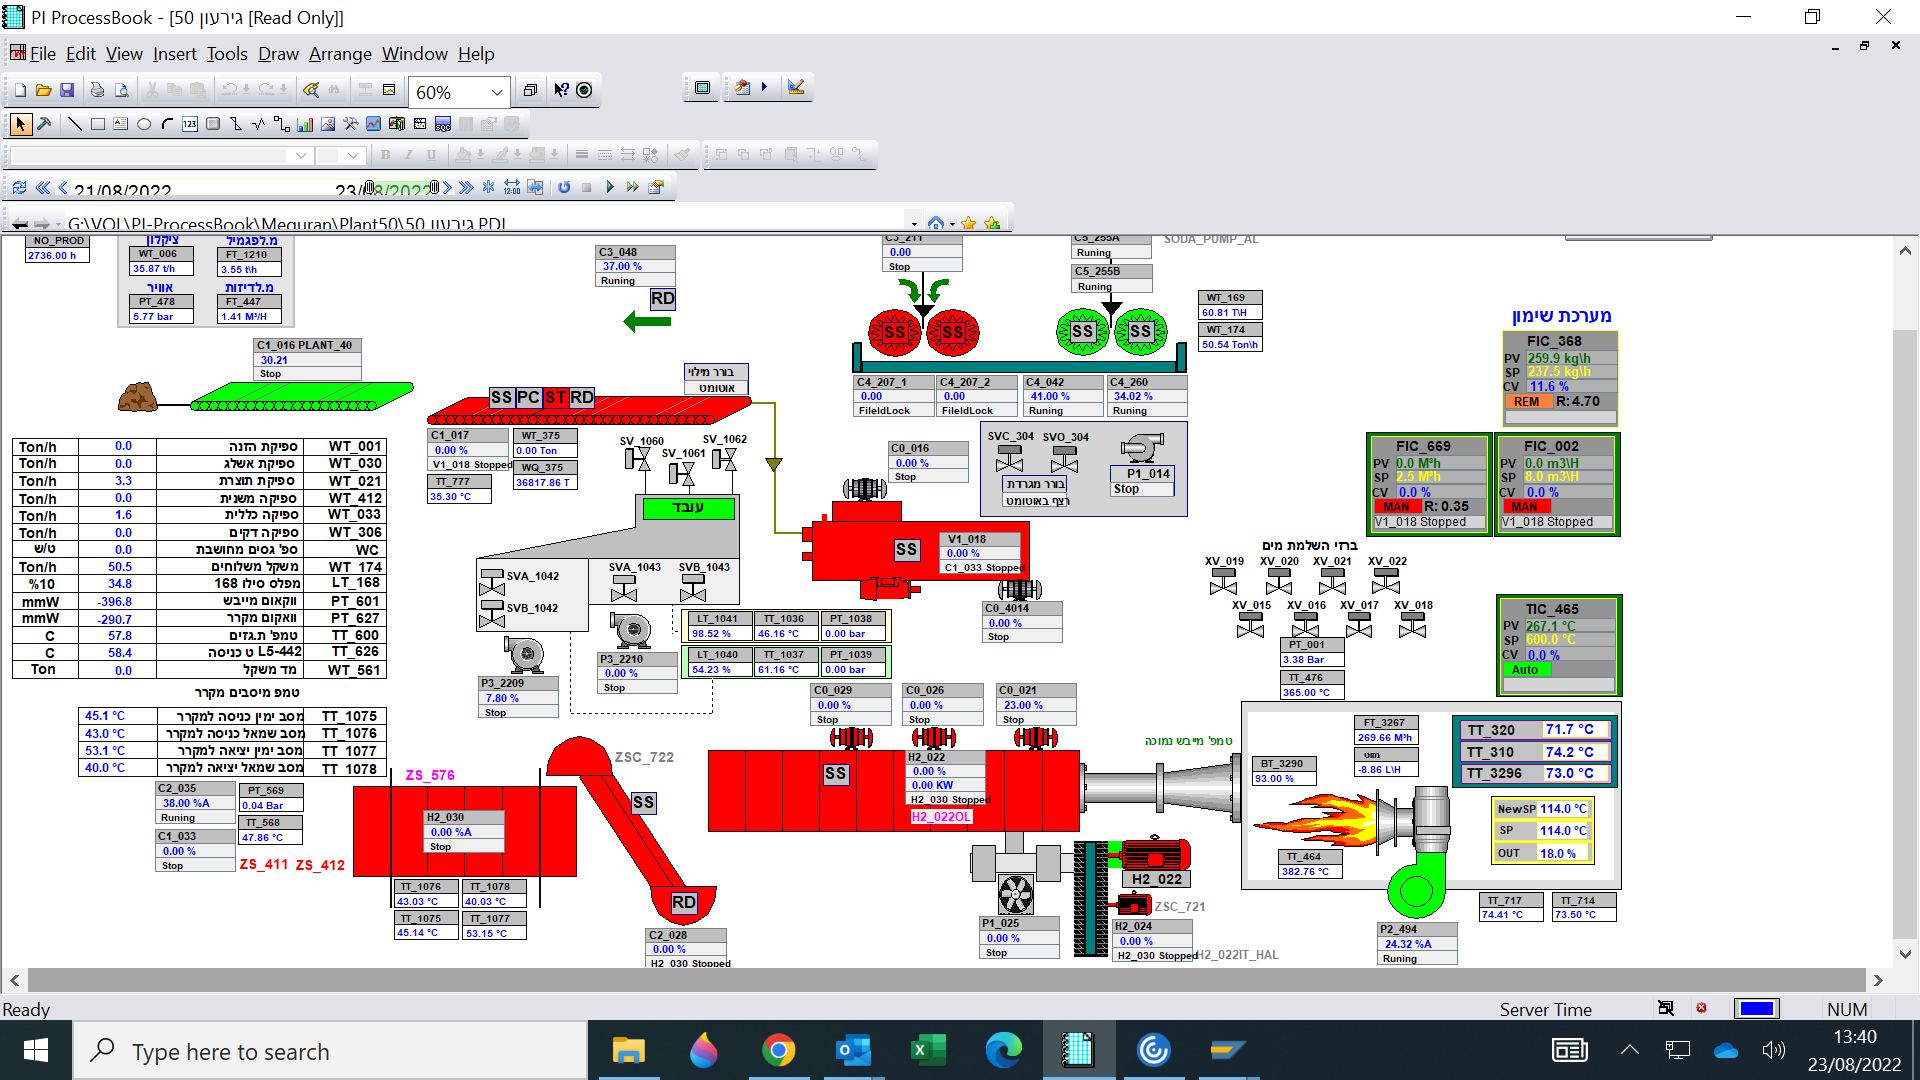 PI ProcessBook - [50 גירעון [Read Only]]
File Edit View Insert Tools Draw Arrange Window Help
60%
21/08/2022 23/08/2022
G:\VOL\PI-ProcessBook\Meguran\Plant50\50 גירעון.PDI
NO_PROD
2736.00 h
ציקלון
WT_006
35.87 t/h
מ.לפגמיל
FT_1210
3.55 t\h
אוויר
PT_478
5.77 bar
מ.לדיזות
FT_447
1.41 M³/H
C3_048
37.00 %
Runing
RD
C3_211
0.00
Stop
C5_255A
Runing
SODA_PUMP_AL
C5_255B
Runing
SS SS SS SS
WT_169
60.81 T\H
WT_174
50.54 Ton\h
C1_016 PLANT_40
30.21
Stop
בורר מילוי
אוטומט
SS PC ST RD
C1_017
0.00 %
V1_018 Stopped
WT_375
0.00 Ton
WQ_375
36817.86 T
TT_777
35.30 °C
C4_207_1
0.00
FileldLock
C4_207_2
0.00
FileldLock
C4_042
41.00 %
Runing
C4_260
34.02 %
Runing
מערכת שימון
FIC_368
PV 259.9 kg\h
SP 237.5 kg\h
CV 11.6 %
REM R: 4.70
FIC_669
PV 0.0 M³h
SP 2.5 M³h
CV 0.0 %
MAN R: 0.35
V1_018 Stopped
FIC_002
PV 0.0 m3\H
SP 8.0 m3\H
CV 0.0 %
MAN
V1_018 Stopped
Ton/h 0.0 ספיקת הזנה WT_001
Ton/h 0.0 ספיקת אשלג WT_030
Ton/h 3.3 ספיקת תוצרת WT_021
Ton/h 0.0 ספיקה משנית WT_412
Ton/h 1.6 ספיקה כללית WT_033
Ton/h 0.0 ספיקה דקים WT_306
ט/ש 0.0 ספ' גסים מחושבת WC
Ton/h 50.5 משקל משלוחים WT_174
%10 34.8 מפלס סילו 168 LT_168
mmW -396.8 ווקאום מייבש PT_601
mmW -290.7 וואקום מקרר PT_627
C 57.8 טמפ' ת.גזים TT_600
C 58.4 ט כניסה L5-442 TT_626
Ton 0.0 מד משקל WT_561
טמפ מיסבים מקרר
45.1 °C מסב ימין כניסה למקרר TT_1075
43.0 °C מסב שמאל כניסה למקרר TT_1076
53.1 °C מסב ימין יציאה למקרר TT_1077
40.0 °C מסב שמאל יציאה למקרר TT_1078
SV_1060
SV_1061
SV_1062
עובד
C0_016
0.00 %
Stop
SVC_304 SVO_304
בורר מגרדת
רצף באוטומט
P1_014
Stop
SS
V1_018
0.00 %
C1_033 Stopped
C0_4014
0.00 %
Stop
SVA_1042
SVB_1042
SVA_1043 SVB_1043
P3_2209
7.80 %
Stop
P3_2210
0.00 %
Stop
LT_1041 TT_1036 PT_1038
98.52 % 46.16 °C 0.00 bar
LT_1040 TT_1037 PT_1039
54.23 % 61.16 °C 0.00 bar
ברזי השלמת מים
XV_019 XV_020 XV_021 XV_022
XV_015 XV_016 XV_017 XV_018
PT_001
3.38 Bar
TT_476
365.00 °C
TIC_465
PV 267.1 °C
SP 600.0 °C
CV 0.0 %
Auto
C0_029
0.00 %
Stop
C0_026
0.00 %
Stop
C0_021
23.00 %
Stop
ZS_576
ZSC_722
C2_035
38.00 %A
Runing
PT_569
0.04 Bar
TT_568
47.86 °C
C1_033
0.00 %
Stop
ZS_411 ZS_412
H2_030
0.00 %A
Stop
TT_1076 TT_1078
43.03 °C 40.03 °C
TT_1075 TT_1077
45.14 °C 53.15 °C
SS
RD
C2_028
0.00 %
H2_030 Stopped
SS
H2_022
0.00 %
0.00 KW
H2_030 Stopped
H2_022OL
טמפ' מייבש נמוכה
P1_025
0.00 %
Stop
H2_022
ZSC_721
H2_024
0.00 %
H2_030 Stopped
H2_022IT_HAL
BT_3290
93.00 %
FT_3267
269.66 M³h
מזוט
-8.86 L\H
TT_464
382.76 °C
TT_320 71.7 °C
TT_310 74.2 °C
TT_3296 73.0 °C
NewSP 114.0 °C
SP 114.0 °C
OUT 18.0 %
TT_717
74.41 °C
TT_714
73.50 °C
P2_494
24.32 %A
Runing
Ready
Server Time
NUM
Type here to search
13:40
23/08/2022